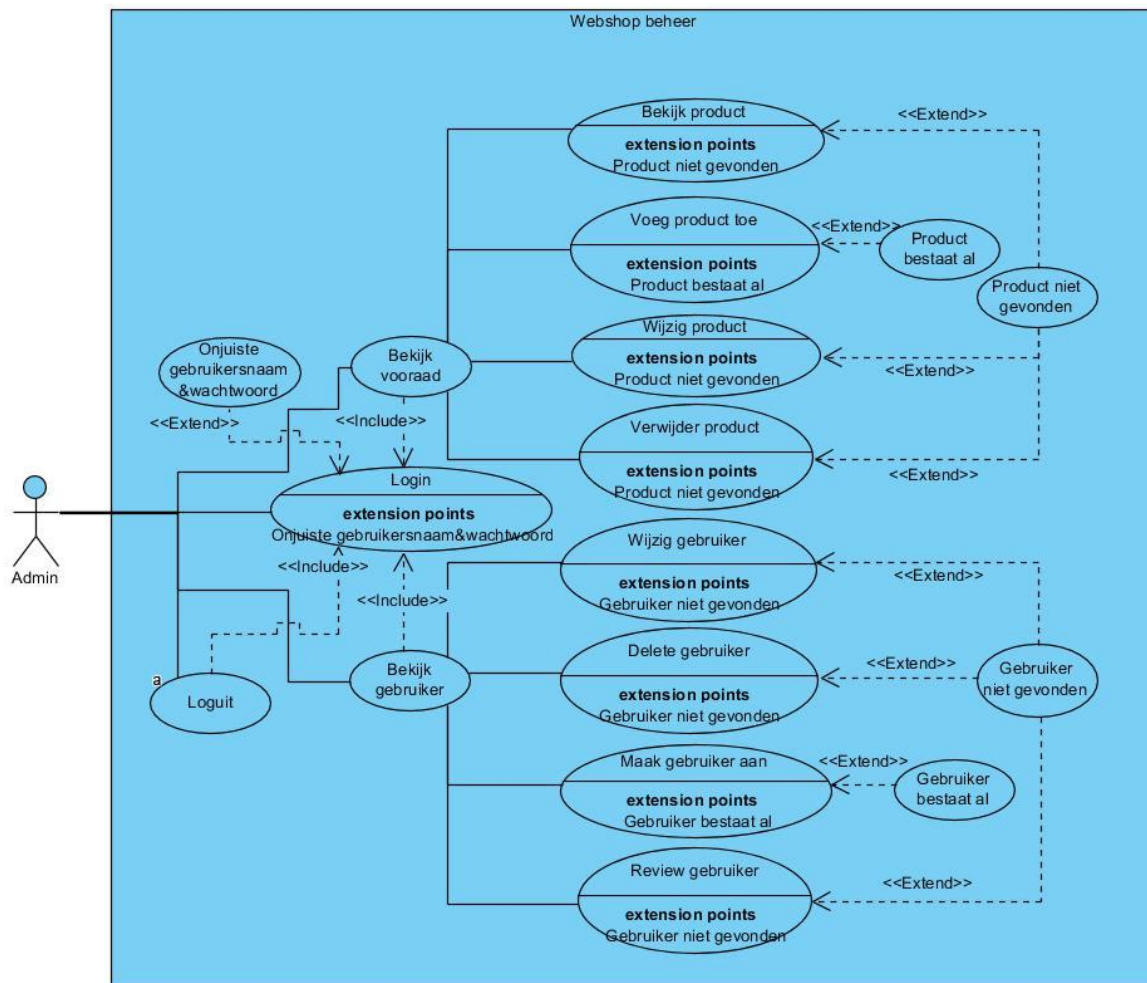 Webshop beheer
Bekijk product
extension points
Product niet gevonden
<<Extend>>
Voeg product toe
extension points
Product bestaat al
<<Extend>>
Product
bestaat al
Product niet
gevonden
Wijzig product
extension points
Product niet gevonden
<<Extend>>
Verwijder product
extension points
Product niet gevonden
<<Extend>>
Onjuiste
gebruikersnaam
&wachtwoord
<<Extend>>
Bekijk
vooraad
<<Include>>
Login
extension points
Onjuiste gebruikersnaam&wachtwoord
<<Include>>
<<Include>>
Admin
a
Loguit
Bekijk
gebruiker
Wijzig gebruiker
extension points
Gebruiker niet gevonden
<<Extend>>
Delete gebruiker
extension points
Gebruiker niet gevonden
<<Extend>>
Gebruiker
niet gevonden
Maak gebruiker aan
extension points
Gebruiker bestaat al
<<Extend>>
Gebruiker
bestaat al
Review gebruiker
extension points
Gebruiker niet gevonden
<<Extend>>